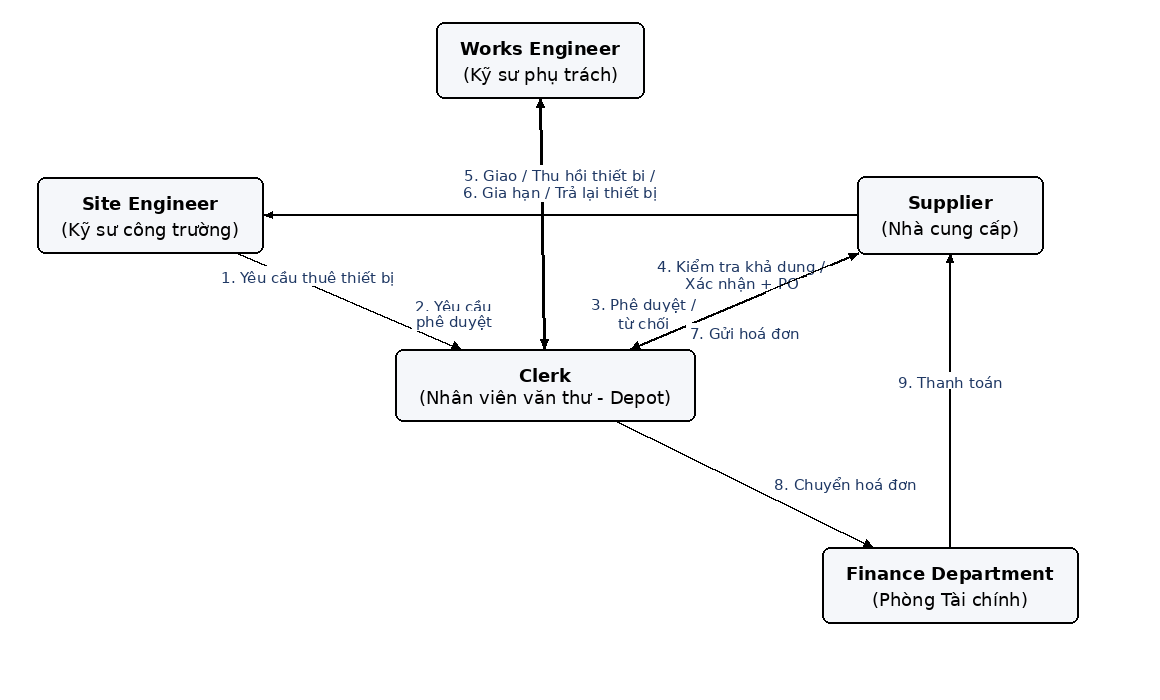 Works Engineer
(Kỹ sư phụ trách)
5. Giao / Thu hồi thiết bi /
6. Gia hạn / Trả lại thiết bị
Site Engineer
(Kỹ sư công trường)
Supplier
(Nhà cung cấp)
1. Yêu cầu thuê thiết bị
4. Kiểm tra khả dung /
Xác nhận + PO
2. Yêu cầu
phê duyệt
3. Phê duyệt /
từ chối
7. Gửi hoá đơn
Clerk
(Nhân viên văn thư - Depot)
9. Thanh toán
8. Chuyển hoá đơn
Finance Department
(Phòng Tài chính)